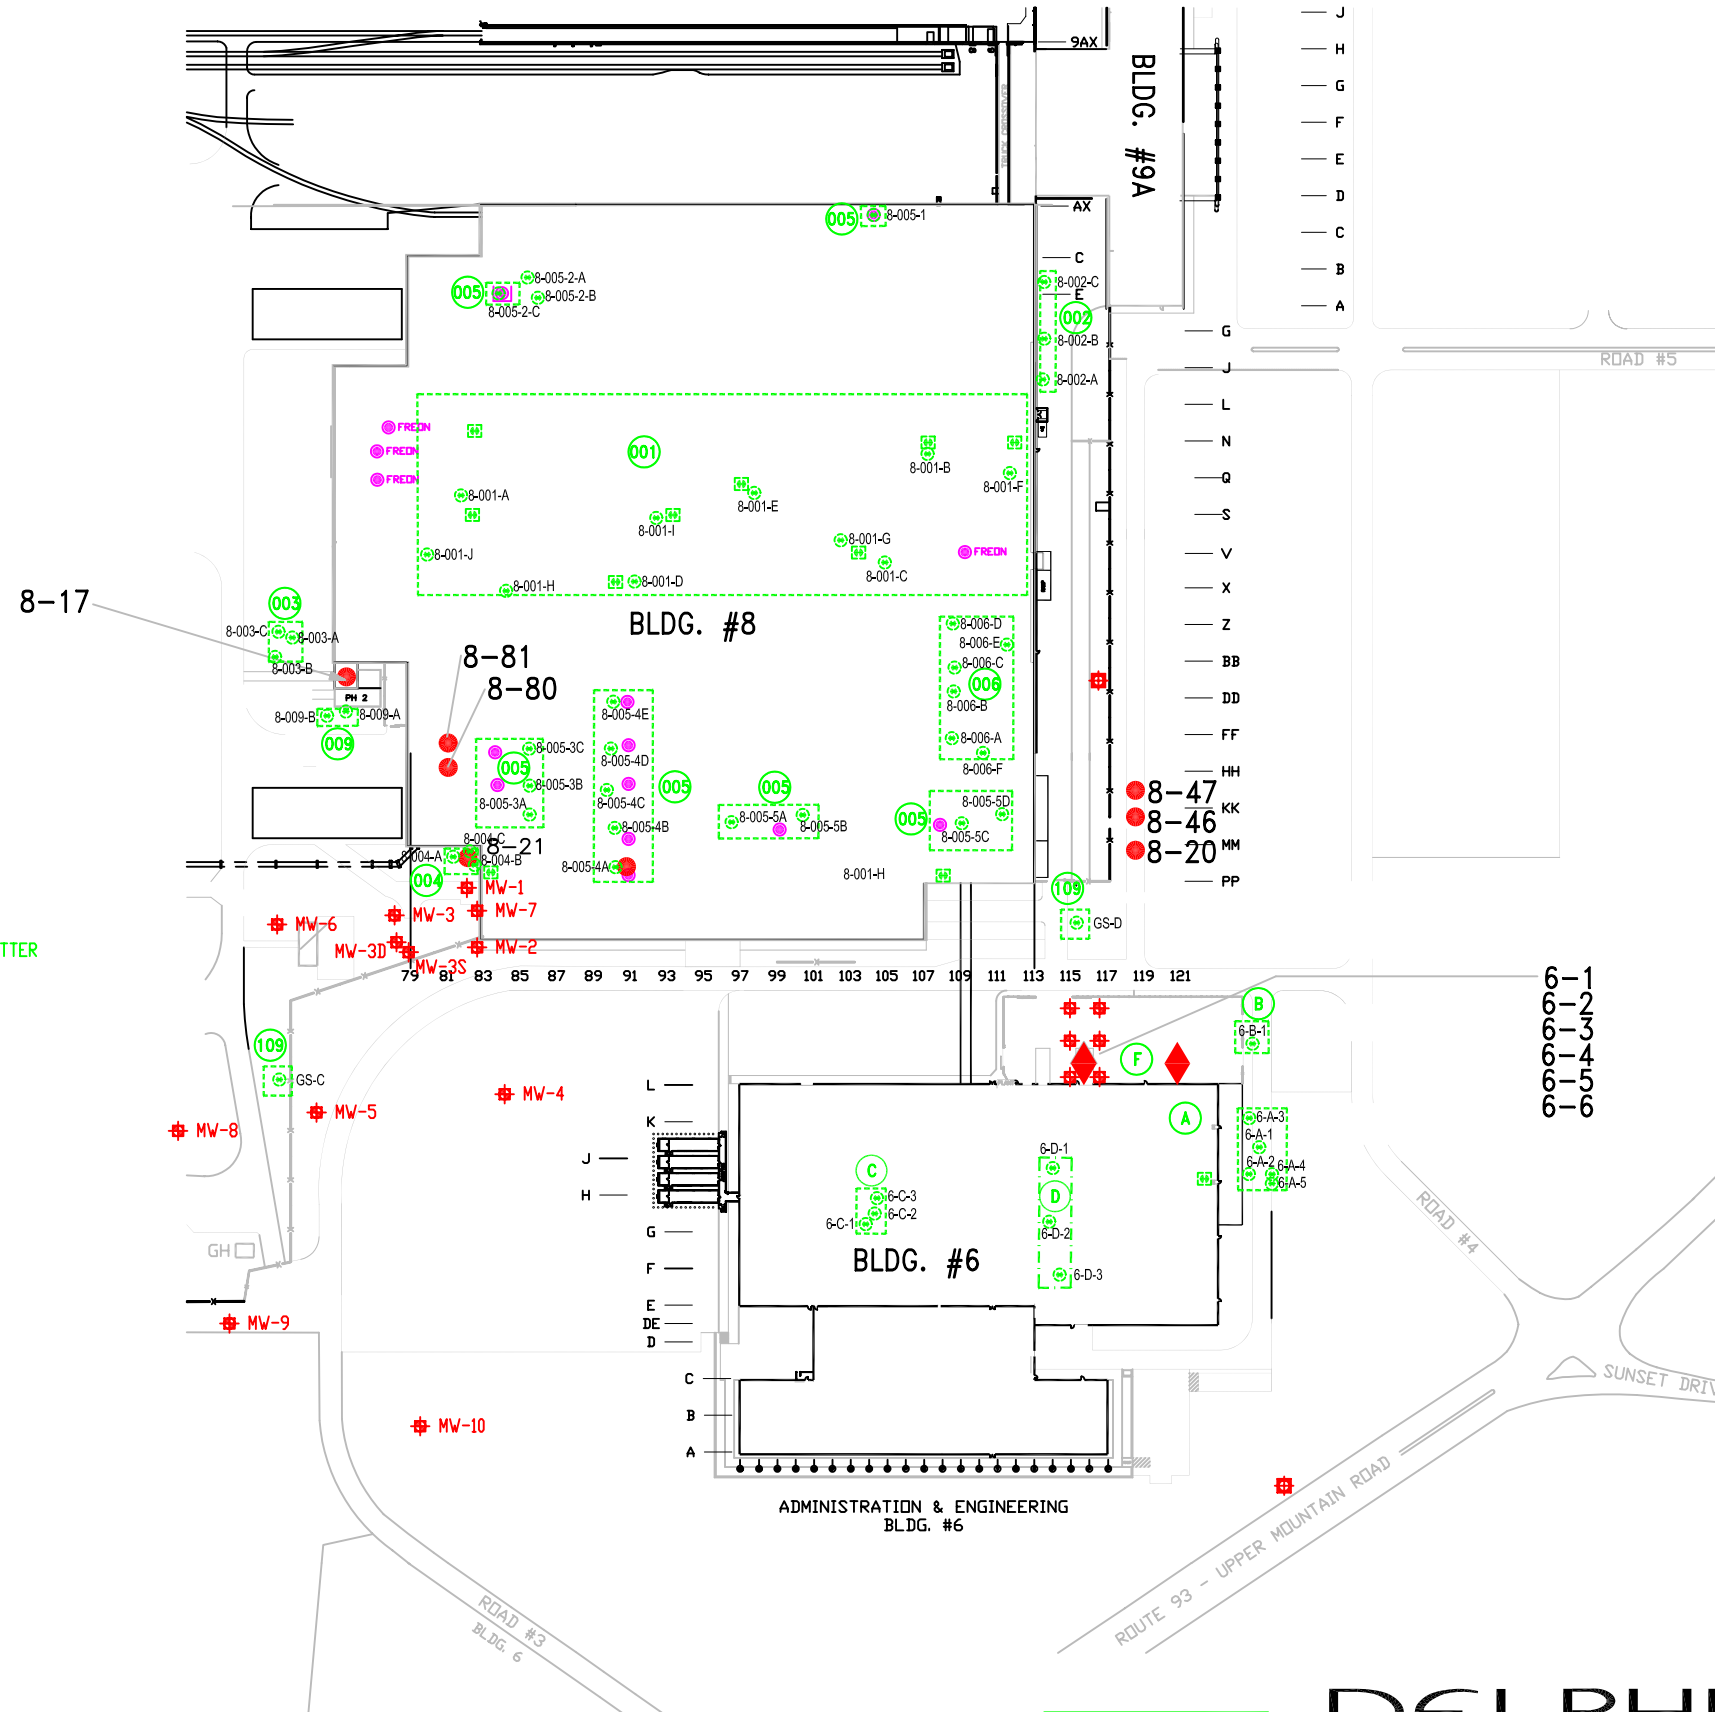 J
9AX
H
BLDG. #9A
G
TRUCK CROSSOVER
F
E
D
AX
C
005
8-005-1
C
B
8-005-2-A
8-002-C
005
8-005-2-B
E
A
8-005-2-C
002
G
8-002-B
ROAD #5
J
8-002-A
L
FREON
N
FREON
001
8-001-B
FREON
8-001-F
Q
8-001-A
8-001-E
S
8-001-I
8-001-G
8-001-J
FREON
V
8-001-C
8-001-H
8-001-D
X
8-17
003
BLDG. #8
8-006-D
Z
8-003-C
8-003-A
8-006-E
8-81
8-006-C
BB
8-003-B
8-80
006
PH 2
DD
8-006-B
8-009-B
8-009-A
8-005-4E
FF
009
8-005-3C
8-005-4D
8-006-A
8-006-F
005
HH
8-005-3B
005
005
8-47
8-005-3A
8-005-4C
8-005-5D
KK
8-005-5A
8-005-5B
005
8-46
8-005-4B
8-005-5C
8-004-C
8-21
8-20
MM
8-004-A
8-004-B
8-005-4A
8-001-H
004
MW-1
109
PP
MW-3
MW-7
GS-D
MW-6
MW-3D
MW-2
TTER
MW-3S
79 81 83 85 87 89 91 93 95 97 99 101 103 105 107 109 111 113 115 117 119 121
6-1
6-2
6-3
6-4
6-5
6-6
B
6-B-1
109
F
GS-C
L
MW-4
MW-5
K
A
6-A-3
MW-8
6-A-1
J
6-D-1
C
6-A-2
6-A-4
H
6-C-3
D
6-A-5
6-C-2
6-C-1
G
6-D-2
ROAD #4
GH
BLDG. #6
F
6-D-3
E
MW-9
DE
D
C
SUNSET DRIV
B
MW-10
A
ADMINISTRATION & ENGINEERING
BLDG. #6
ROUTE 93 - UPPER MOUNTAIN ROAD
ROAD #3
BLDG. 6
DELPHI